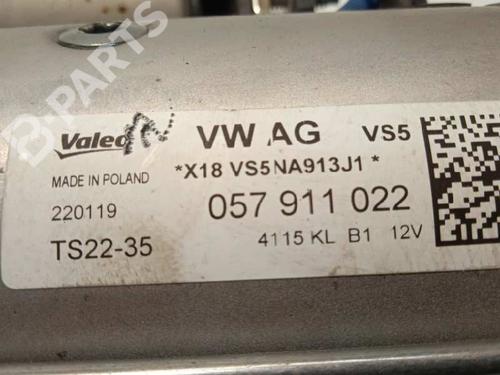 Valeo VW AG VS5
*X18 VS5NA913J1 *
MADE IN POLAND
220119 057 911 022
TS22-35 4115 KL B1 12V
B-PARTS